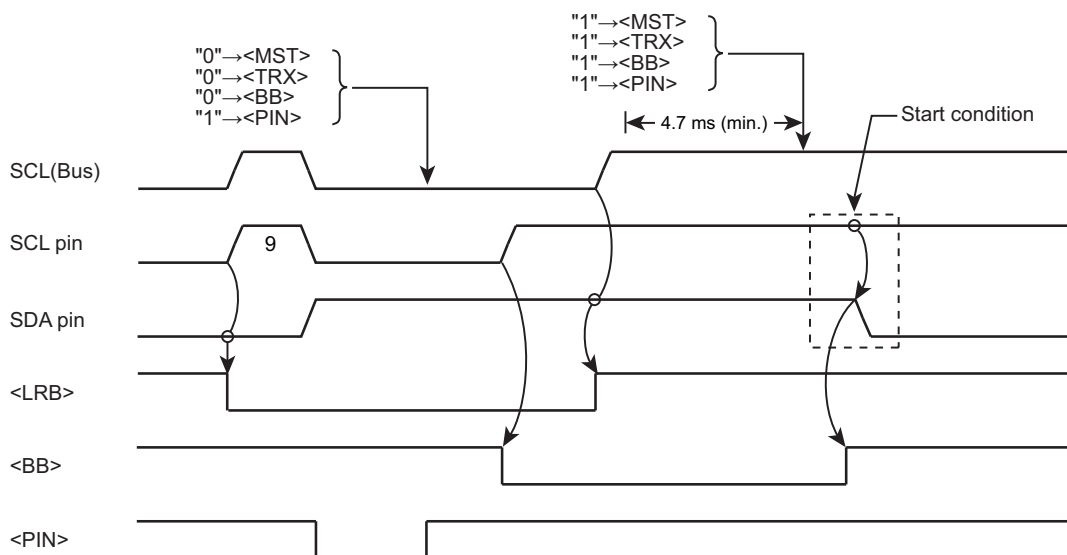 "0"→<MST>
"0"→<TRX>
"0"→<BB>
"1"→<PIN>
"1"→<MST>
"1"→<TRX>
"1"→<BB>
"1"→<PIN>
4.7 ms (min.)
Start condition
SCL(Bus)
SCL pin
9
SDA pin
<LRB>
<BB>
<PIN>